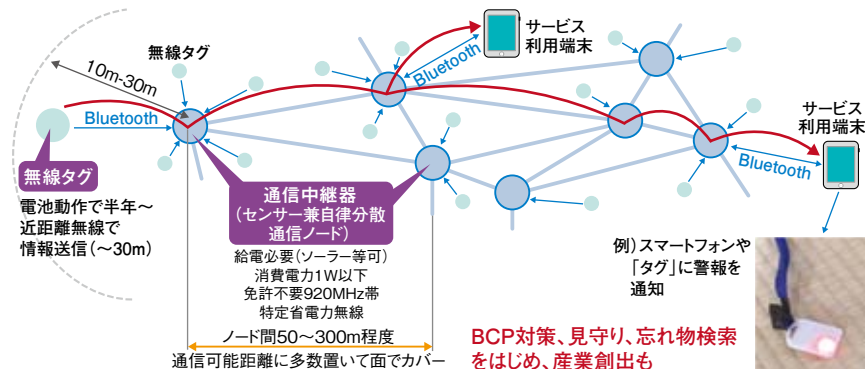 サービス
利用端末
無線タグ
10m-30m
Bluetooth
Bluetooth
サービス
利用端末
Bluetooth
無線タグ
電池動作で半年~
近距離無線で
情報送信(~30m)
通信中継器
(センサー兼自律分散
通信ノード)
給電必要(ソーラー等可)
消費電力1W以下
免許不要920MHz帯
特定省電力無線
ノード間50~300m程度
通信可能距離に多数置いて面でカバー
例)スマートフォンや
「タグ」に警報を
通知
BCP対策、見守り、忘れ物検索
をはじめ、産業創出も